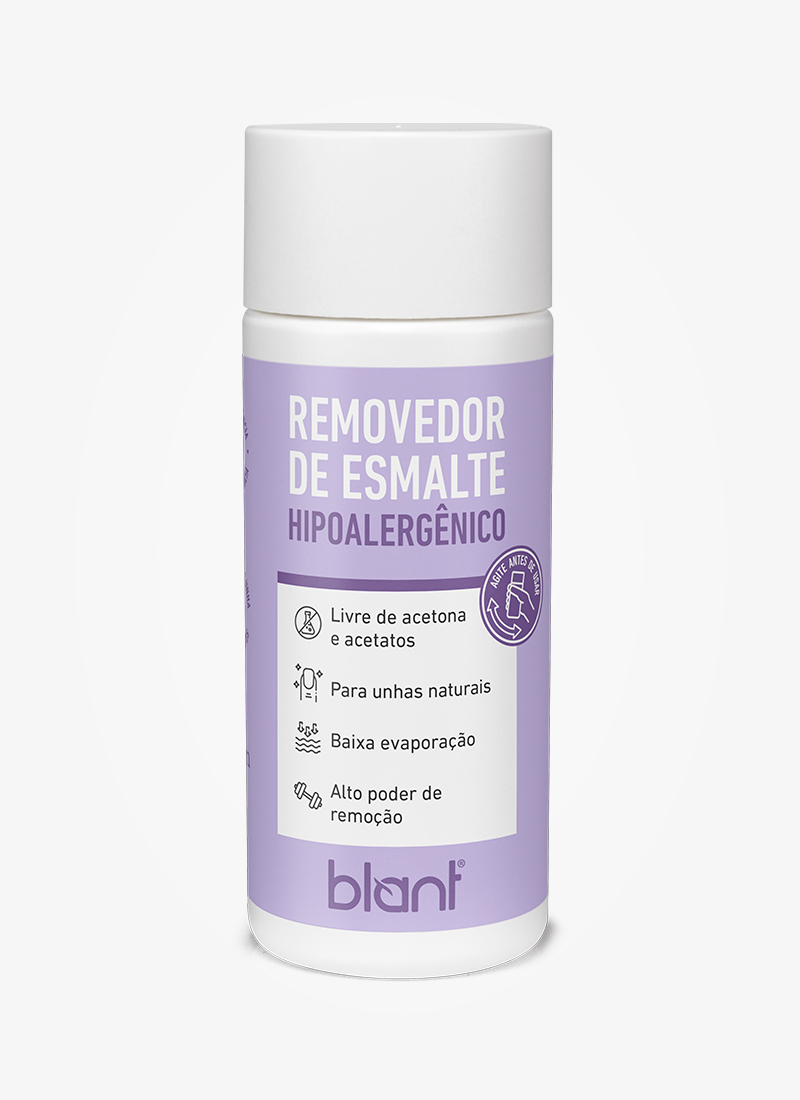 REMOVEDOR
DE ESMALTE
HIPOALERGÊNICO
AGITE ANTES DE USAR
Livre de acetona
e acetatos
Para unhas naturais
Baixa evaporação
Alto poder de
remoção
blant®